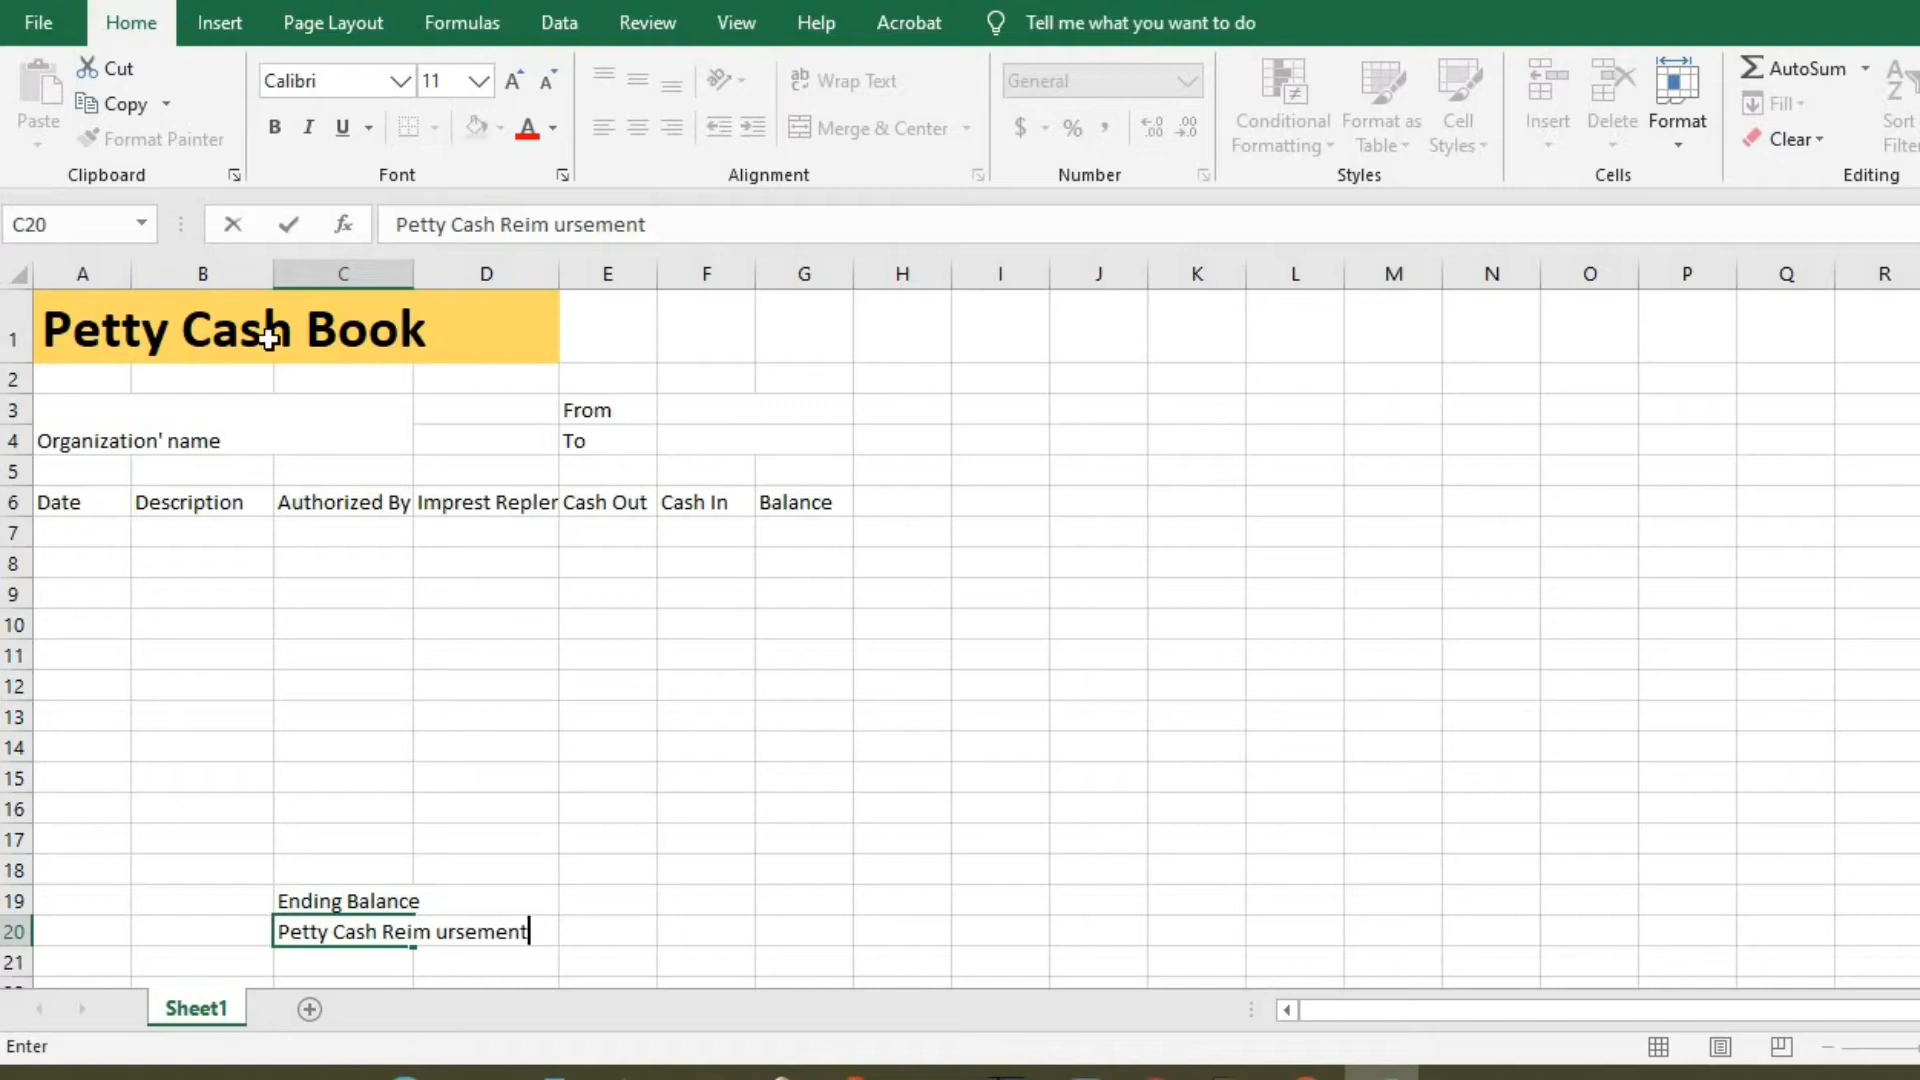 File Home Insert Page Layout Formulas Data Review View Help Acrobat Tell me what you want to do
Cut
Copy
Format Painter
Paste
Clipboard
Calibri 11
B I U A
Font
ab Wrap Text
Merge & Center
Alignment
General
$ % ,
Number
Conditional Formatting
Format as Table
Cell Styles
Styles
Insert Delete Format
Cells
AutoSum
Fill
Clear
Sort
Filter
Editing
C20 fx Petty Cash Reim ursement
A B C D E F G H I J K L M N O P Q R
1 Petty Cash Book
2
3 From
4 Organization' name To
5
6 Date Description Authorized By Imprest Repler Cash Out Cash In Balance
7
8
9
10
11
12
13
14
15
16
17
18
19 Ending Balance
20 Petty Cash Reim ursement
21
Sheet1
Enter